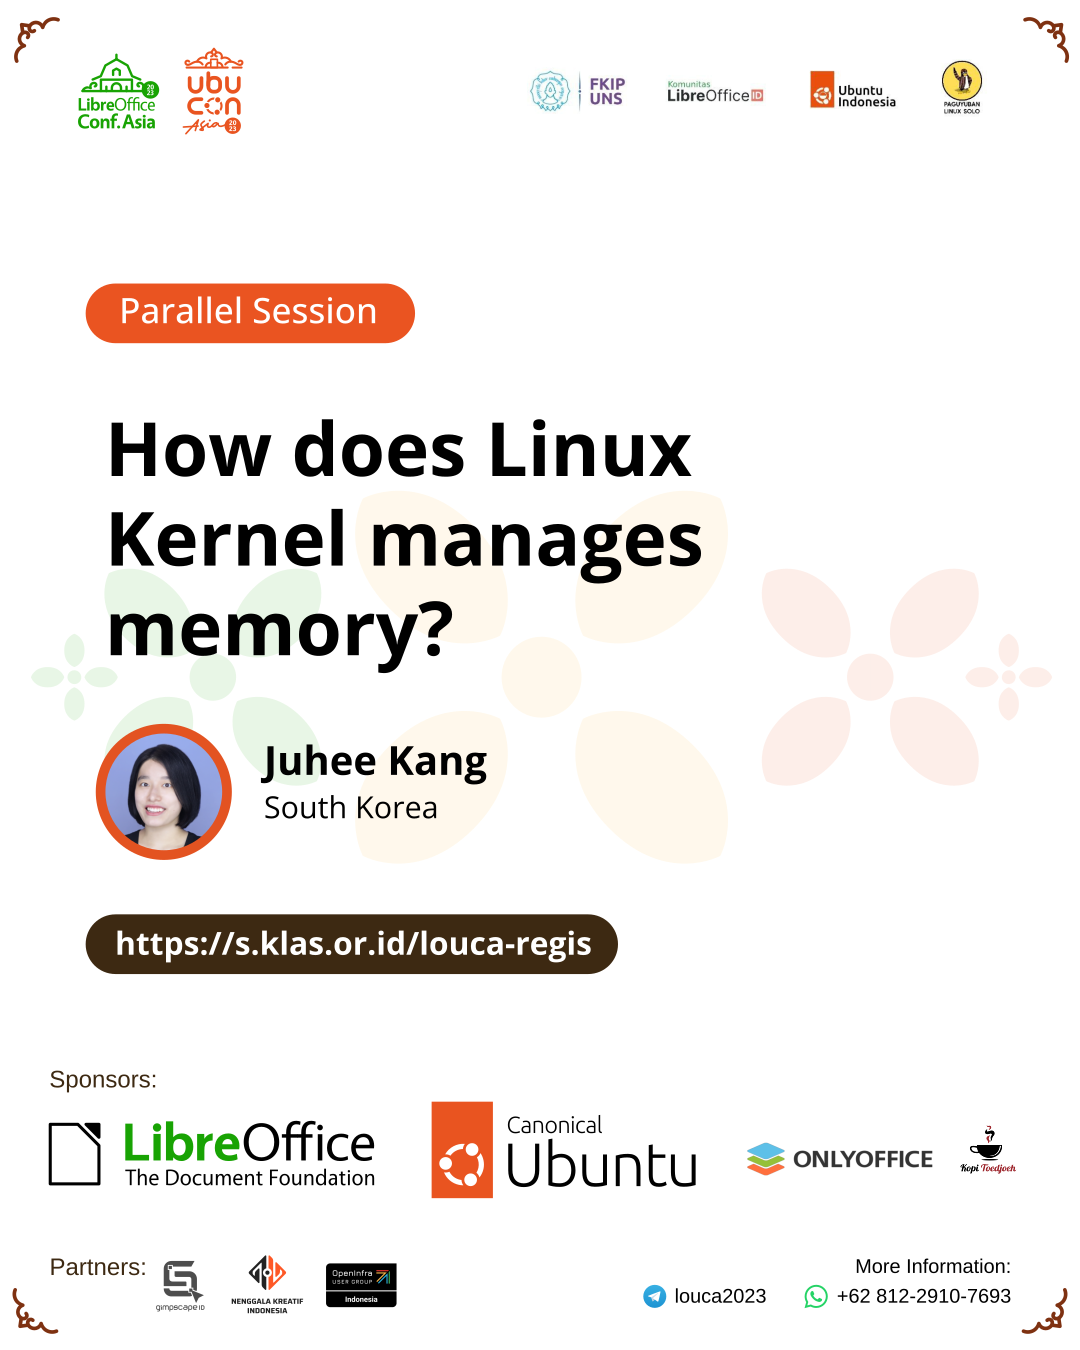 LibreOffice
Conf. Asia
2023
ubu
con
Asia
2023
FKIP
UNS
Komunitas
LibreOffice ID
Ubuntu
Indonesia
PAGUYUBAN
LINUX SOLO
Parallel Session
How does Linux
Kernel manages
memory?
Juhee Kang
South Korea
https://s.klas.or.id/louca-regis
Sponsors:
LibreOffice
The Document Foundation
Canonical
Ubuntu
ONLYOFFICE
Kopi Toedjoeh
Partners:
gimpscape ID
NENGGALA KREATIF
INDONESIA
OpenInfra
USER GROUP
Indonesia
More Information:
louca2023
+62 812-2910-7693